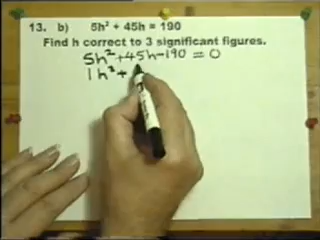 13. b) 5h² + 45h = 190
Find h correct to 3 significant figures.
5h² + 45h - 190 = 0
1h² +